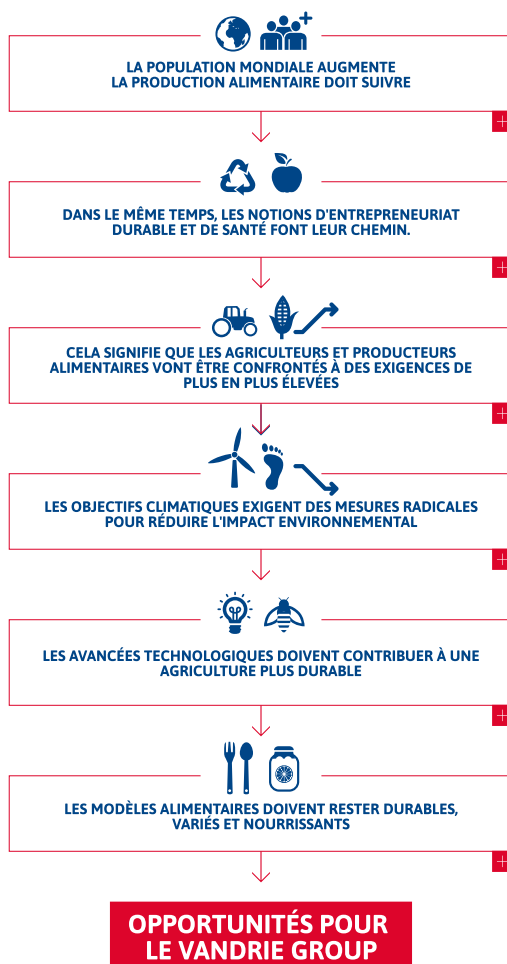 LA POPULATION MONDIALE AUGMENTE
LA PRODUCTION ALIMENTAIRE DOIT SUIVRE
DANS LE MÊME TEMPS, LES NOTIONS D'ENTREPRENEURIAT
DURABLE ET DE SANTÉ FONT LEUR CHEMIN.
CELA SIGNIFIE QUE LES AGRICULTEURS ET PRODUCTEURS
ALIMENTAIRES VONT ÊTRE CONFRONTÉS À DES EXIGENCES DE
PLUS EN PLUS ÉLEVÉES
LES OBJECTIFS CLIMATIQUES EXIGENT DES MESURES RADICALES
POUR RÉDUIRE L'IMPACT ENVIRONNEMENTAL
LES AVANCÉES TECHNOLOGIQUES DOIVENT CONTRIBUER À UNE
AGRICULTURE PLUS DURABLE
LES MODÈLES ALIMENTAIRES DOIVENT RESTER DURABLES,
VARIÉS ET NOURRISSANTS
OPPORTUNITÉS POUR
LE VANDRIE GROUP